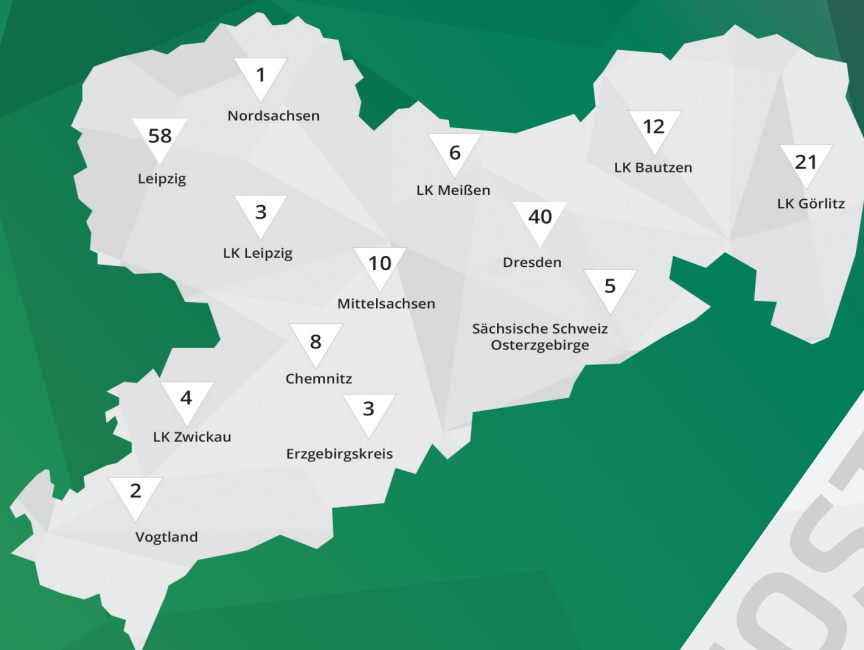 1
Nordsachsen
58
Leipzig
6
LK Meißen
12
LK Bautzen
21
LK Görlitz
3
LK Leipzig
40
Dresden
10
Mittelsachsen
5
Sächsische Schweiz
Osterzgebirge
8
Chemnitz
4
LK Zwickau
3
Erzgebirgskreis
2
Vogtland
OST